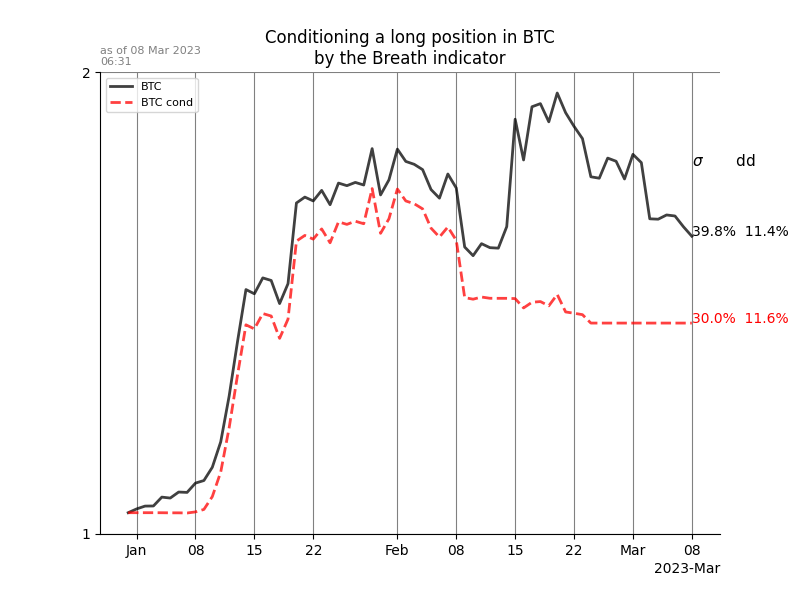 Conditioning a long position in BTC
by the Breath indicator
as of 08 Mar 2023
06:31
2
BTC
BTC cond
σ dd
39.8% 11.4%
30.0% 11.6%
1
Jan 08 15 22 Feb 08 15 22 Mar 08
2023-Mar